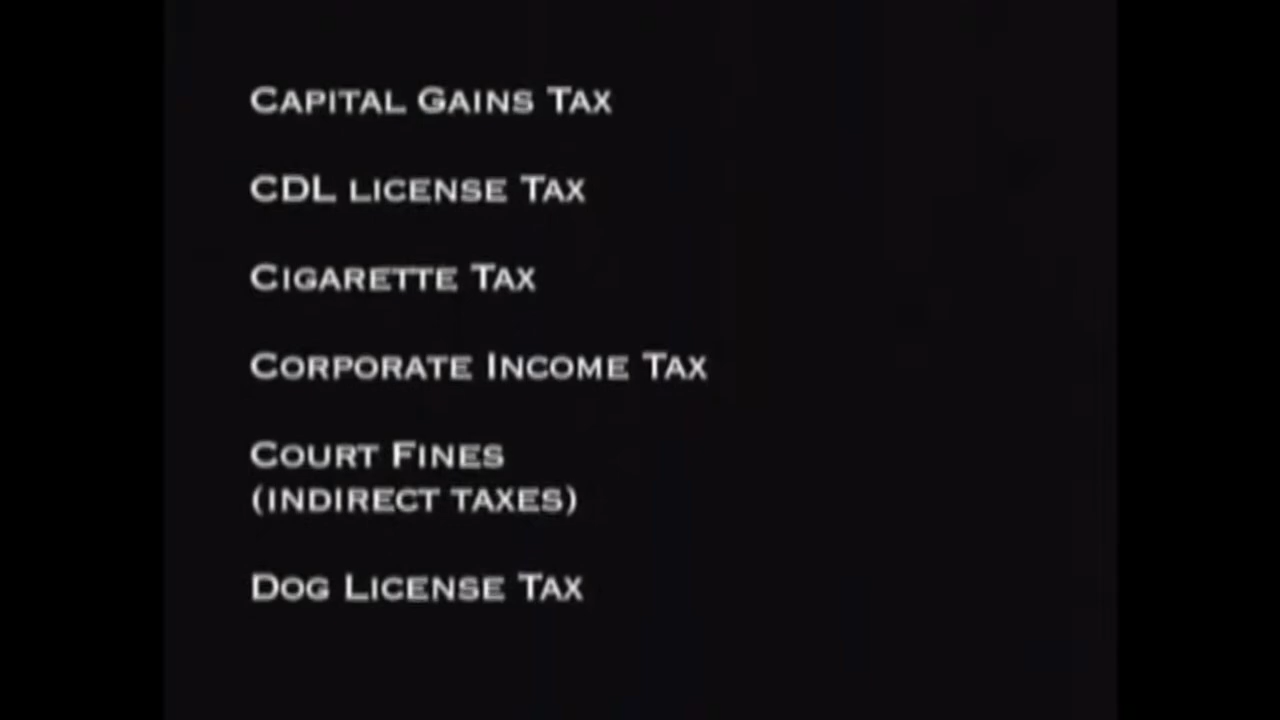 Capital Gains Tax
CDL license Tax
Cigarette Tax
Corporate Income Tax
Court Fines
(indirect taxes)
Dog License Tax